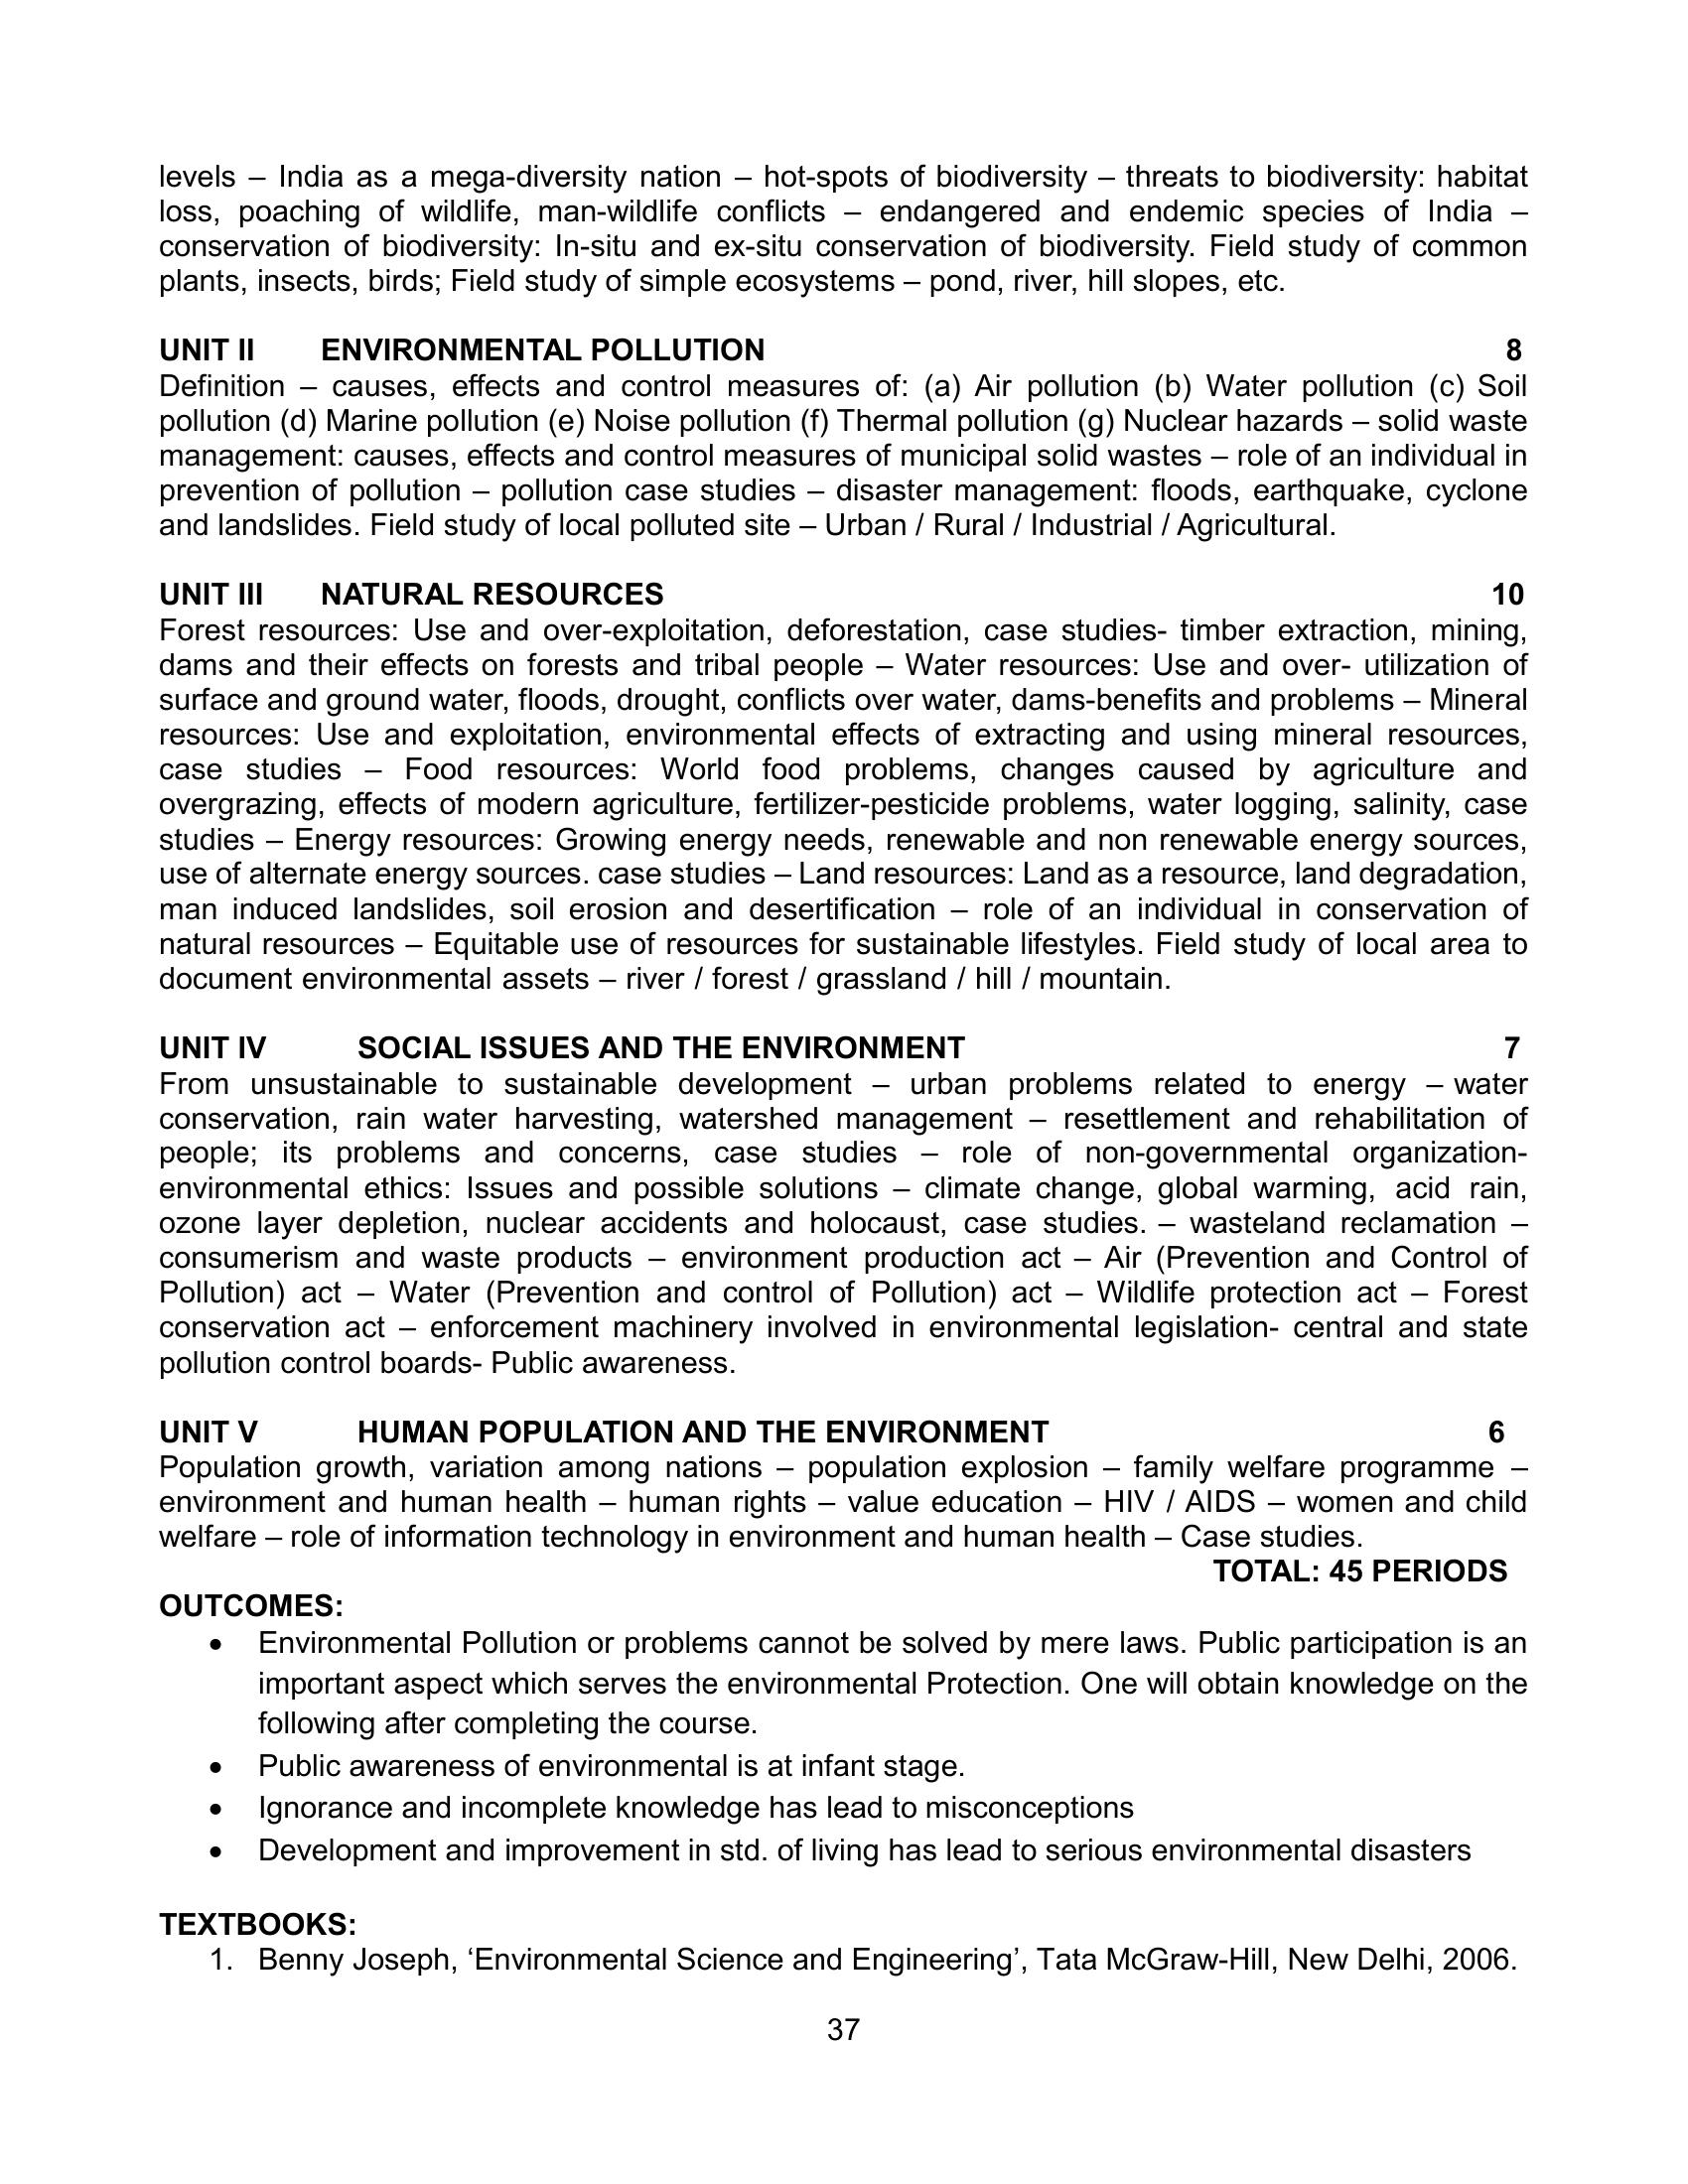 levels – India as a mega-diversity nation – hot-spots of biodiversity – threats to biodiversity: habitat
loss, poaching of wildlife, man-wildlife conflicts – endangered and endemic species of India –
conservation of biodiversity: In-situ and ex-situ conservation of biodiversity. Field study of common
plants, insects, birds; Field study of simple ecosystems – pond, river, hill slopes, etc.
UNIT II ENVIRONMENTAL POLLUTION 8
Definition – causes, effects and control measures of: (a) Air pollution (b) Water pollution (c) Soil
pollution (d) Marine pollution (e) Noise pollution (f) Thermal pollution (g) Nuclear hazards – solid waste
management: causes, effects and control measures of municipal solid wastes – role of an individual in
prevention of pollution – pollution case studies – disaster management: floods, earthquake, cyclone
and landslides. Field study of local polluted site – Urban / Rural / Industrial / Agricultural.
UNIT III NATURAL RESOURCES 10
Forest resources: Use and over-exploitation, deforestation, case studies- timber extraction, mining,
dams and their effects on forests and tribal people – Water resources: Use and over- utilization of
surface and ground water, floods, drought, conflicts over water, dams-benefits and problems – Mineral
resources: Use and exploitation, environmental effects of extracting and using mineral resources,
case studies – Food resources: World food problems, changes caused by agriculture and
overgrazing, effects of modern agriculture, fertilizer-pesticide problems, water logging, salinity, case
studies – Energy resources: Growing energy needs, renewable and non renewable energy sources,
use of alternate energy sources. case studies – Land resources: Land as a resource, land degradation,
man induced landslides, soil erosion and desertification – role of an individual in conservation of
natural resources – Equitable use of resources for sustainable lifestyles. Field study of local area to
document environmental assets – river / forest / grassland / hill / mountain.
UNIT IV SOCIAL ISSUES AND THE ENVIRONMENT 7
From unsustainable to sustainable development – urban problems related to energy – water
conservation, rain water harvesting, watershed management – resettlement and rehabilitation of
people; its problems and concerns, case studies – role of non-governmental organization-
environmental ethics: Issues and possible solutions – climate change, global warming, acid rain,
ozone layer depletion, nuclear accidents and holocaust, case studies. – wasteland reclamation –
consumerism and waste products – environment production act – Air (Prevention and Control of
Pollution) act – Water (Prevention and control of Pollution) act – Wildlife protection act – Forest
conservation act – enforcement machinery involved in environmental legislation- central and state
pollution control boards- Public awareness.
UNIT V HUMAN POPULATION AND THE ENVIRONMENT 6
Population growth, variation among nations – population explosion – family welfare programme –
environment and human health – human rights – value education – HIV / AIDS – women and child
welfare – role of information technology in environment and human health – Case studies.
TOTAL: 45 PERIODS
OUTCOMES:
• Environmental Pollution or problems cannot be solved by mere laws. Public participation is an
important aspect which serves the environmental Protection. One will obtain knowledge on the
following after completing the course.
• Public awareness of environmental is at infant stage.
• Ignorance and incomplete knowledge has lead to misconceptions
• Development and improvement in std. of living has lead to serious environmental disasters
TEXTBOOKS:
1. Benny Joseph, ‘Environmental Science and Engineering’, Tata McGraw-Hill, New Delhi, 2006.
37